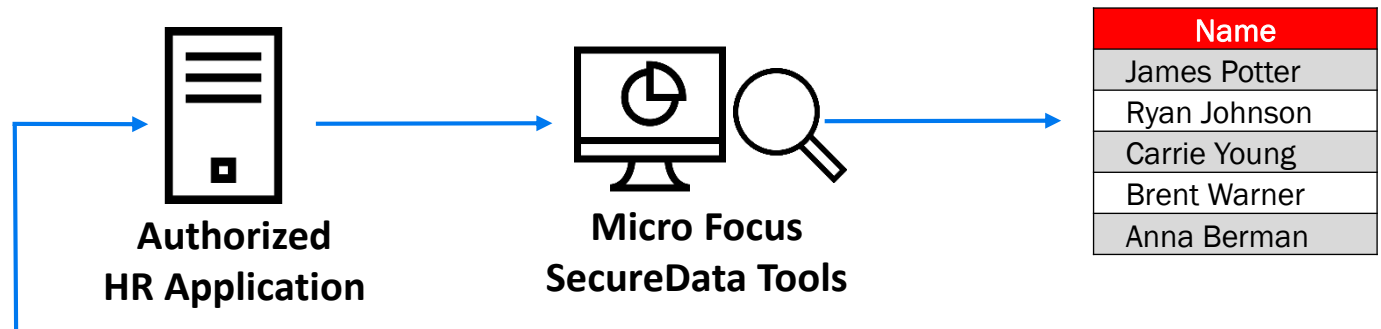 Authorized
HR Application
Micro Focus
SecureData Tools
Name
James Potter
Ryan Johnson
Carrie Young
Brent Warner
Anna Berman